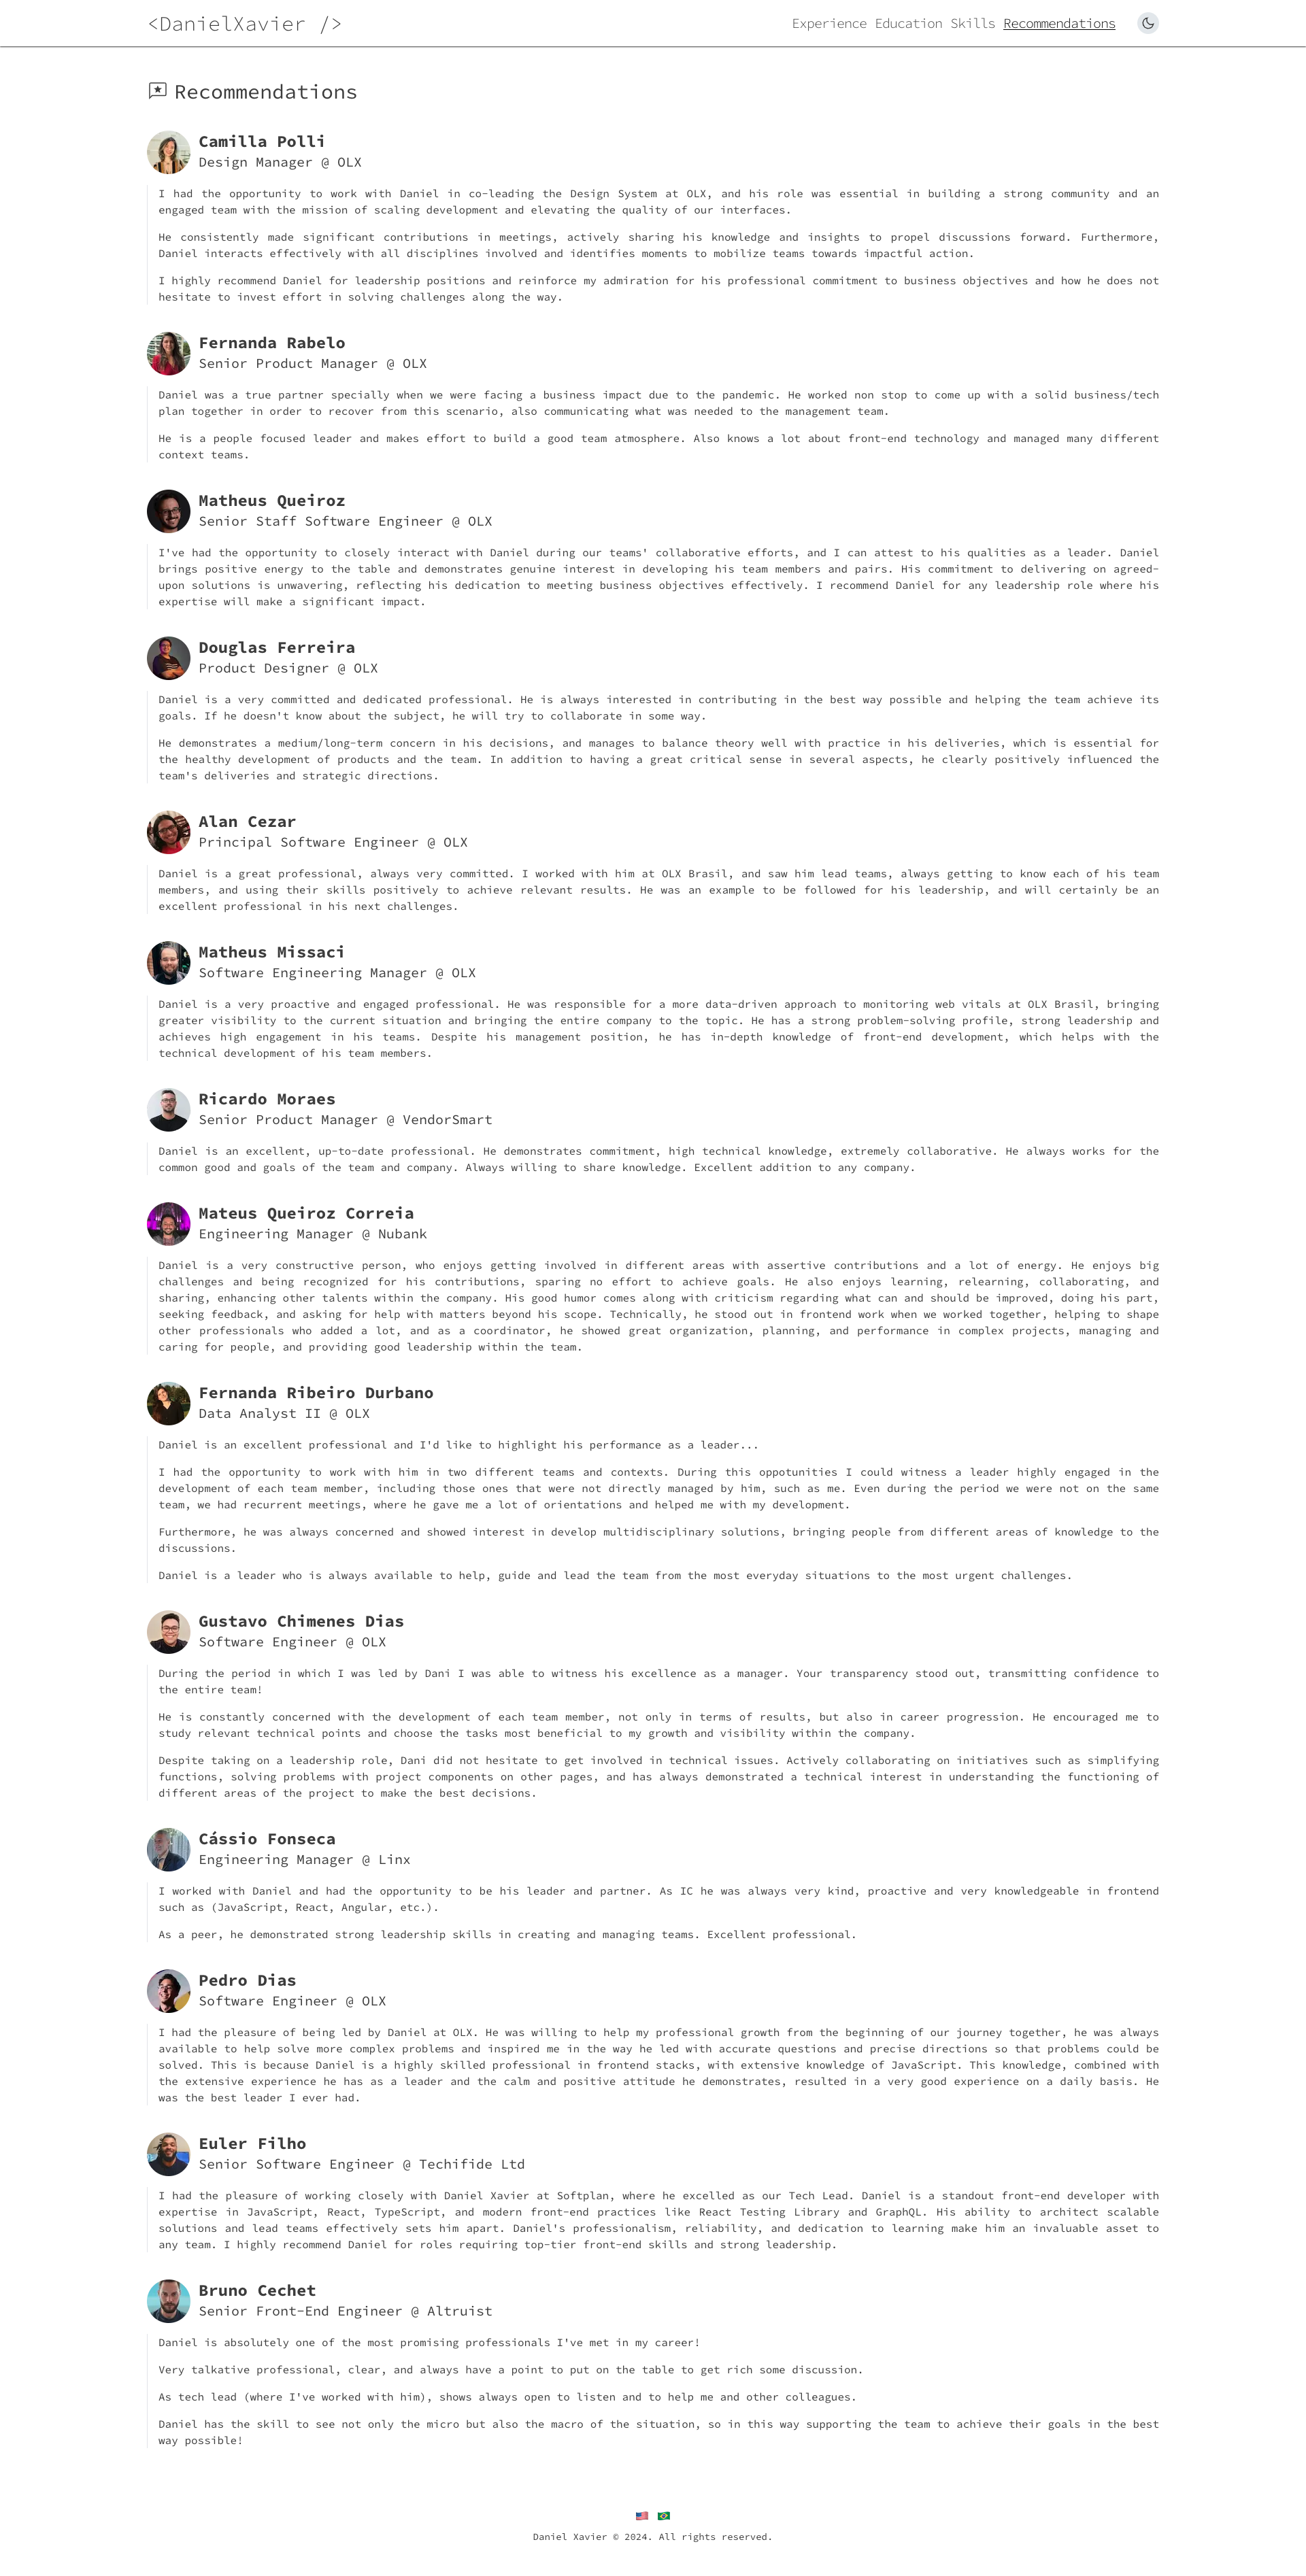 <DanielXavier />
Experience Education Skills Recommendations
Recommendations
Camilla Polli
Design Manager @ OLX
I had the opportunity to work with Daniel in co-leading the Design System at OLX, and his role was essential in building a strong community and an
engaged team with the mission of scaling development and elevating the quality of our interfaces.
He consistently made significant contributions in meetings, actively sharing his knowledge and insights to propel discussions forward. Furthermore,
Daniel interacts effectively with all disciplines involved and identifies moments to mobilize teams towards impactful action.
I highly recommend Daniel for leadership positions and reinforce my admiration for his professional commitment to business objectives and how he does not
hesitate to invest effort in solving challenges along the way.
Fernanda Rabelo
Senior Product Manager @ OLX
Daniel was a true partner specially when we were facing a business impact due to the pandemic. He worked non stop to come up with a solid business/tech
plan together in order to recover from this scenario, also communicating what was needed to the management team.
He is a people focused leader and makes effort to build a good team atmosphere. Also knows a lot about front-end technology and managed many different
context teams.
Matheus Queiroz
Senior Staff Software Engineer @ OLX
I've had the opportunity to closely interact with Daniel during our teams' collaborative efforts, and I can attest to his qualities as a leader. Daniel
brings positive energy to the table and demonstrates genuine interest in developing his team members and pairs. His commitment to delivering on agreed-
upon solutions is unwavering, reflecting his dedication to meeting business objectives effectively. I recommend Daniel for any leadership role where his
expertise will make a significant impact.
Douglas Ferreira
Product Designer @ OLX
Daniel is a very committed and dedicated professional. He is always interested in contributing in the best way possible and helping the team achieve its
goals. If he doesn't know about the subject, he will try to collaborate in some way.
He demonstrates a medium/long-term concern in his decisions, and manages to balance theory well with practice in his deliveries, which is essential for
the healthy development of products and the team. In addition to having a great critical sense in several aspects, he clearly positively influenced the
team's deliveries and strategic directions.
Alan Cezar
Principal Software Engineer @ OLX
Daniel is a great professional, always very committed. I worked with him at OLX Brasil, and saw him lead teams, always getting to know each of his team
members, and using their skills positively to achieve relevant results. He was an example to be followed for his leadership, and will certainly be an
excellent professional in his next challenges.
Matheus Missaci
Software Engineering Manager @ OLX
Daniel is a very proactive and engaged professional. He was responsible for a more data-driven approach to monitoring web vitals at OLX Brasil, bringing
greater visibility to the current situation and bringing the entire company to the topic. He has a strong problem-solving profile, strong leadership and
achieves high engagement in his teams. Despite his management position, he has in-depth knowledge of front-end development, which helps with the
technical development of his team members.
Ricardo Moraes
Senior Product Manager @ VendorSmart
Daniel is an excellent, up-to-date professional. He demonstrates commitment, high technical knowledge, extremely collaborative. He always works for the
common good and goals of the team and company. Always willing to share knowledge. Excellent addition to any company.
Mateus Queiroz Correia
Engineering Manager @ Nubank
Daniel is a very constructive person, who enjoys getting involved in different areas with assertive contributions and a lot of energy. He enjoys big
challenges and being recognized for his contributions, sparing no effort to achieve goals. He also enjoys learning, relearning, collaborating, and
sharing, enhancing other talents within the company. His good humor comes along with criticism regarding what can and should be improved, doing his part,
seeking feedback, and asking for help with matters beyond his scope. Technically, he stood out in frontend work when we worked together, helping to shape
other professionals who added a lot, and as a coordinator, he showed great organization, planning, and performance in complex projects, managing and
caring for people, and providing good leadership within the team.
Fernanda Ribeiro Durbano
Data Analyst II @ OLX
Daniel is an excellent professional and I'd like to highlight his performance as a leader...
I had the opportunity to work with him in two different teams and contexts. During this oppotunities I could witness a leader highly engaged in the
development of each team member, including those ones that were not directly managed by him, such as me. Even during the period we were not on the same
team, we had recurrent meetings, where he gave me a lot of orientations and helped me with my development.
Furthermore, he was always concerned and showed interest in develop multidisciplinary solutions, bringing people from different areas of knowledge to the
discussions.
Daniel is a leader who is always available to help, guide and lead the team from the most everyday situations to the most urgent challenges.
Gustavo Chimenes Dias
Software Engineer @ OLX
During the period in which I was led by Dani I was able to witness his excellence as a manager. Your transparency stood out, transmitting confidence to
the entire team!
He is constantly concerned with the development of each team member, not only in terms of results, but also in career progression. He encouraged me to
study relevant technical points and choose the tasks most beneficial to my growth and visibility within the company.
Despite taking on a leadership role, Dani did not hesitate to get involved in technical issues. Actively collaborating on initiatives such as simplifying
functions, solving problems with project components on other pages, and has always demonstrated a technical interest in understanding the functioning of
different areas of the project to make the best decisions.
Cássio Fonseca
Engineering Manager @ Linx
I worked with Daniel and had the opportunity to be his leader and partner. As IC he was always very kind, proactive and very knowledgeable in frontend
such as (JavaScript, React, Angular, etc.).
As a peer, he demonstrated strong leadership skills in creating and managing teams. Excellent professional.
Pedro Dias
Software Engineer @ OLX
I had the pleasure of being led by Daniel at OLX. He was willing to help my professional growth from the beginning of our journey together, he was always
available to help solve more complex problems and inspired me in the way he led with accurate questions and precise directions so that problems could be
solved. This is because Daniel is a highly skilled professional in frontend stacks, with extensive knowledge of JavaScript. This knowledge, combined with
the extensive experience he has as a leader and the calm and positive attitude he demonstrates, resulted in a very good experience on a daily basis. He
was the best leader I ever had.
Euler Filho
Senior Software Engineer @ Techifide Ltd
I had the pleasure of working closely with Daniel Xavier at Softplan, where he excelled as our Tech Lead. Daniel is a standout front-end developer with
expertise in JavaScript, React, TypeScript, and modern front-end practices like React Testing Library and GraphQL. His ability to architect scalable
solutions and lead teams effectively sets him apart. Daniel's professionalism, reliability, and dedication to learning make him an invaluable asset to
any team. I highly recommend Daniel for roles requiring top-tier front-end skills and strong leadership.
Bruno Cechet
Senior Front-End Engineer @ Altruist
Daniel is absolutely one of the most promising professionals I've met in my career!
Very talkative professional, clear, and always have a point to put on the table to get rich some discussion.
As tech lead (where I've worked with him), shows always open to listen and to help me and other colleagues.
Daniel has the skill to see not only the micro but also the macro of the situation, so in this way supporting the team to achieve their goals in the best
way possible!
Daniel Xavier © 2024. All rights reserved.